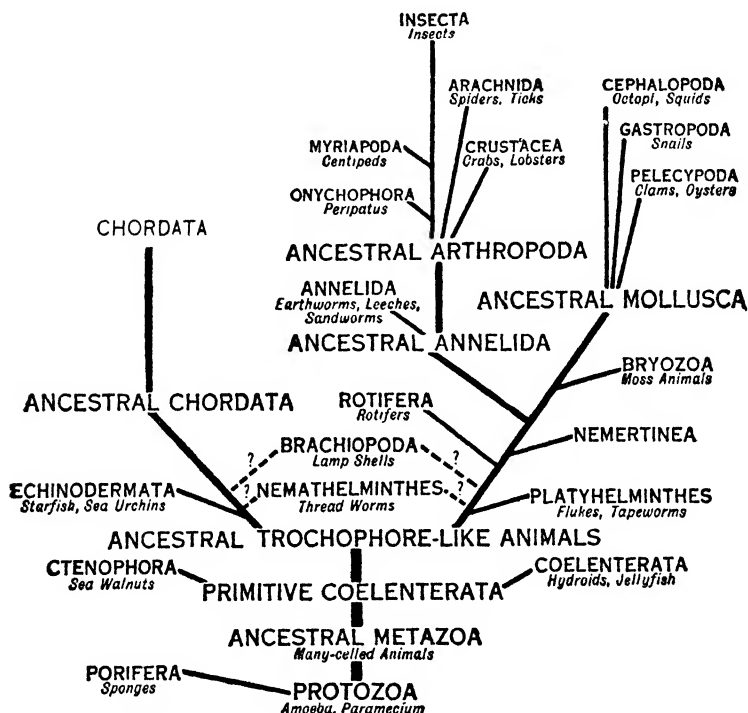 INSECTA
Insects
ARACHNIDA
Spiders, Ticks
CEPHALOPODA
Octopi, Squids
GASTROPODA
Snails
MYRIAPODA
Centipeds
CRUSTACEA
Crabs, Lobsters
PELECYPODA
Clams, Oysters
ONYCHOPHORA
Peripatus
CHORDATA
ANCESTRAL ARTHROPODA
ANNELIDA
Earthworms, Leeches,
Sandworms
ANCESTRAL MOLLUSCA
ANCESTRAL ANNELIDA
BRYOZOA
Moss Animals
ANCESTRAL CHORDATA
ROTIFERA
Rotifers
NEMERTINEA
? BRACHIOPODA ?
Lamp Shells
ECHINODERMATA
Starfish, Sea Urchins
? NEMATHELMINTHES ?
Thread Worms
PLATYHELMINTHES
Flukes, Tapeworms
ANCESTRAL TROCHOPHORE-LIKE ANIMALS
CTENOPHORA
Sea Walnuts
COELENTERATA
Hydroids, Jellyfish
PRIMITIVE COELENTERATA
ANCESTRAL METAZOA
Many-celled Animals
PORIFERA
Sponges
PROTOZOA
Amoeba, Paramecium